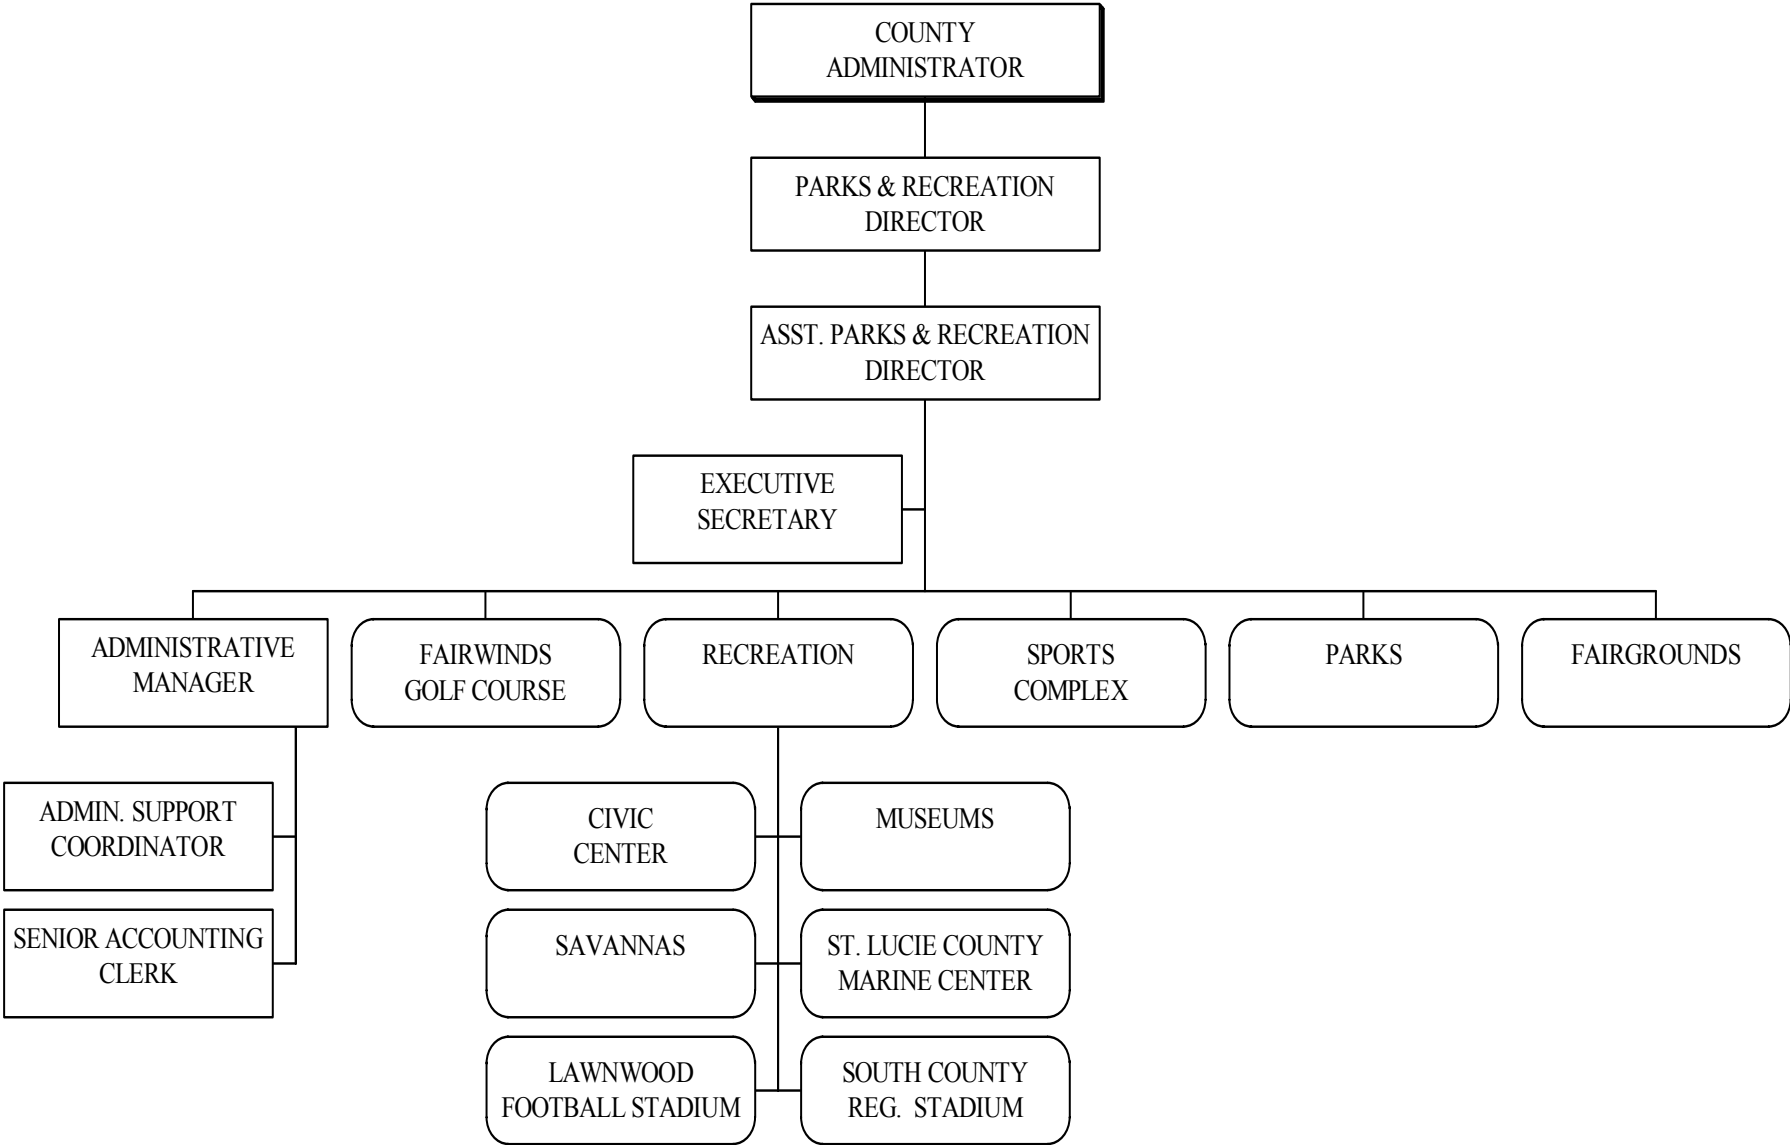 COUNTY
ADMINISTRATOR
PARKS & RECREATION
DIRECTOR
ASST. PARKS & RECREATION
DIRECTOR
EXECUTIVE
SECRETARY
ADMINISTRATIVE
MANAGER
FAIRWINDS
GOLF COURSE
RECREATION
SPORTS
COMPLEX
PARKS
FAIRGROUNDS
ADMIN. SUPPORT
COORDINATOR
CIVIC
CENTER
MUSEUMS
SENIOR ACCOUNTING
CLERK
SAVANNAS
ST. LUCIE COUNTY
MARINE CENTER
LAWNWOOD
FOOTBALL STADIUM
SOUTH COUNTY
REG. STADIUM